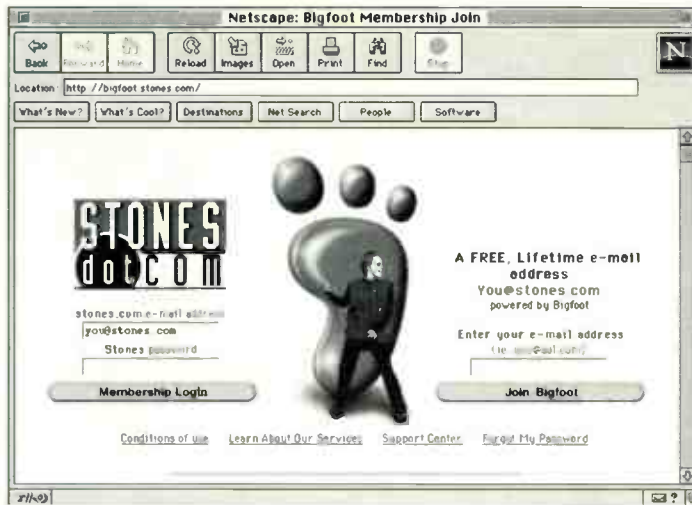 Netscape: Bigfoot Membership Join
Back Forward Home Reload Images Open Print Find Stop
N
Location: http://bigfoot.stones.com/
What's New? What's Cool? Destinations Net Search People Software
STONES
dotCOM
stones.com e-mail address
you@stones.com
Stones password
Membership Login
A FREE, Lifetime e-mail
address
You@stones.com
powered by Bigfoot
Enter your e-mail address
Join Bigfoot
Conditions of use Learn About Our Services Support Center Forgot My Password
?